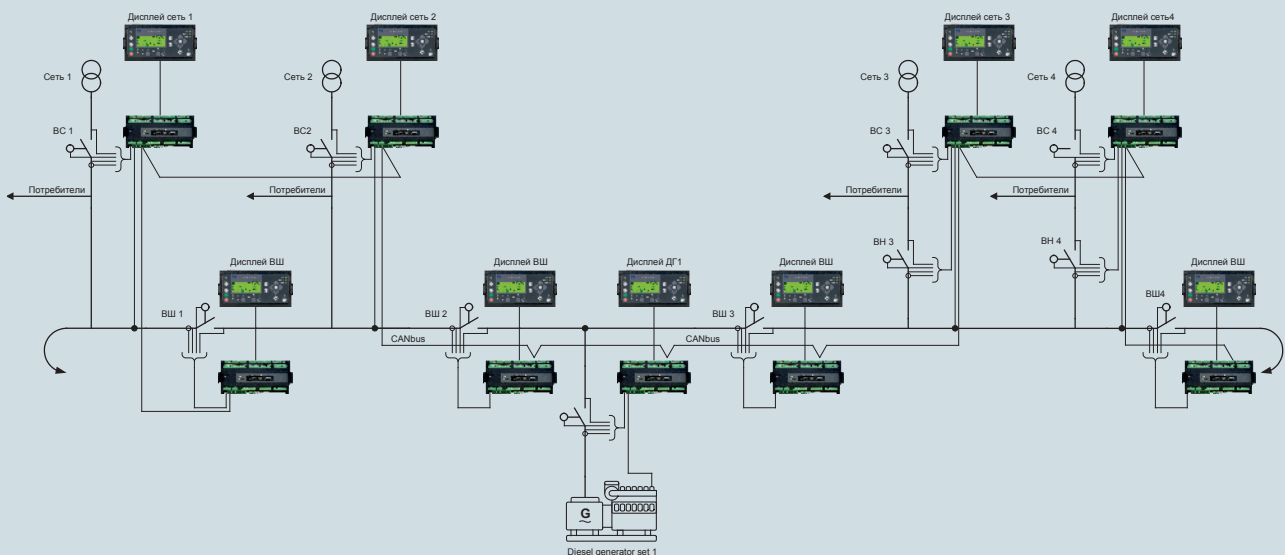 Дисплей сеть 1
Дисплей сеть 2
Дисплей сеть 3
Дисплей сеть4
Сеть 1
Сеть 2
Сеть 3
Сеть 4
ВС 1
ВС2
ВС 3
ВС 4
Потребители
Потребители
Потребители
Потребители
ВН 3
ВН 4
Дисплей ВШ
Дисплей ВШ
Дисплей ДГ1
Дисплей ВШ
Дисплей ВШ
ВШ 1
ВШ 2
ВШ 3
ВШ4
CANbus
CANbus
G
~
Diesel generator set 1